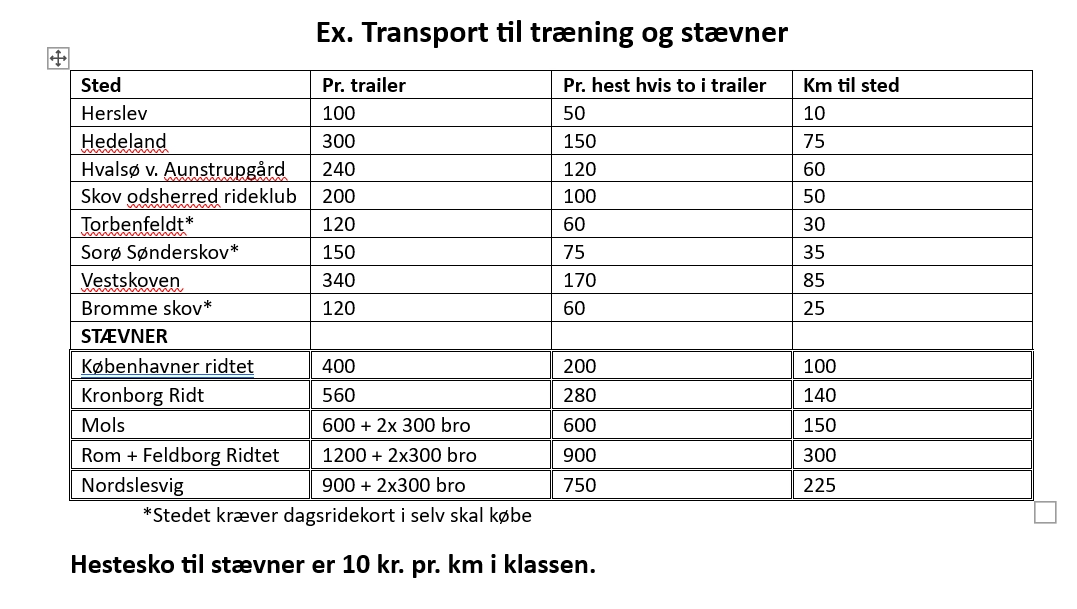 Ex. Transport til træning og stævner
Sted Pr. trailer Pr. hest hvis to i trailer Km til sted
Herslev 100 50 10
Hedeland 300 150 75
Hvalsø v. Aunstrupgård 240 120 60
Skov odsherred rideklub 200 100 50
Torbenfeldt* 120 60 30
Sorø Sønderskov* 150 75 35
Vestskoven 340 170 85
Bromme skov* 120 60 25
STÆVNER
Københavner ridtet 400 200 100
Kronborg Ridt 560 280 140
Mols 600 + 2x 300 bro 600 150
Rom + Feldborg Ridtet 1200 + 2x300 bro 900 300
Nordslesvig 900 + 2x300 bro 750 225
*Stedet kræver dagsridekort i selv skal købe
Hestesko til stævner er 10 kr. pr. km i klassen.